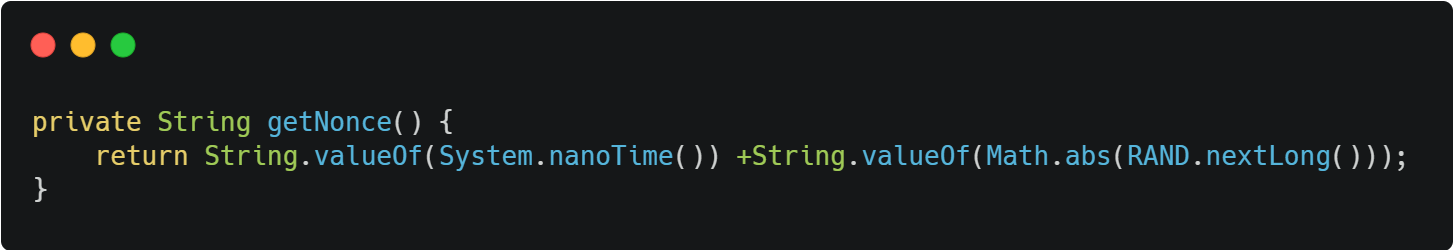 private String getNonce() {
    return String.valueOf(System.nanoTime()) +String.valueOf(Math.abs(RAND.nextLong()));
}